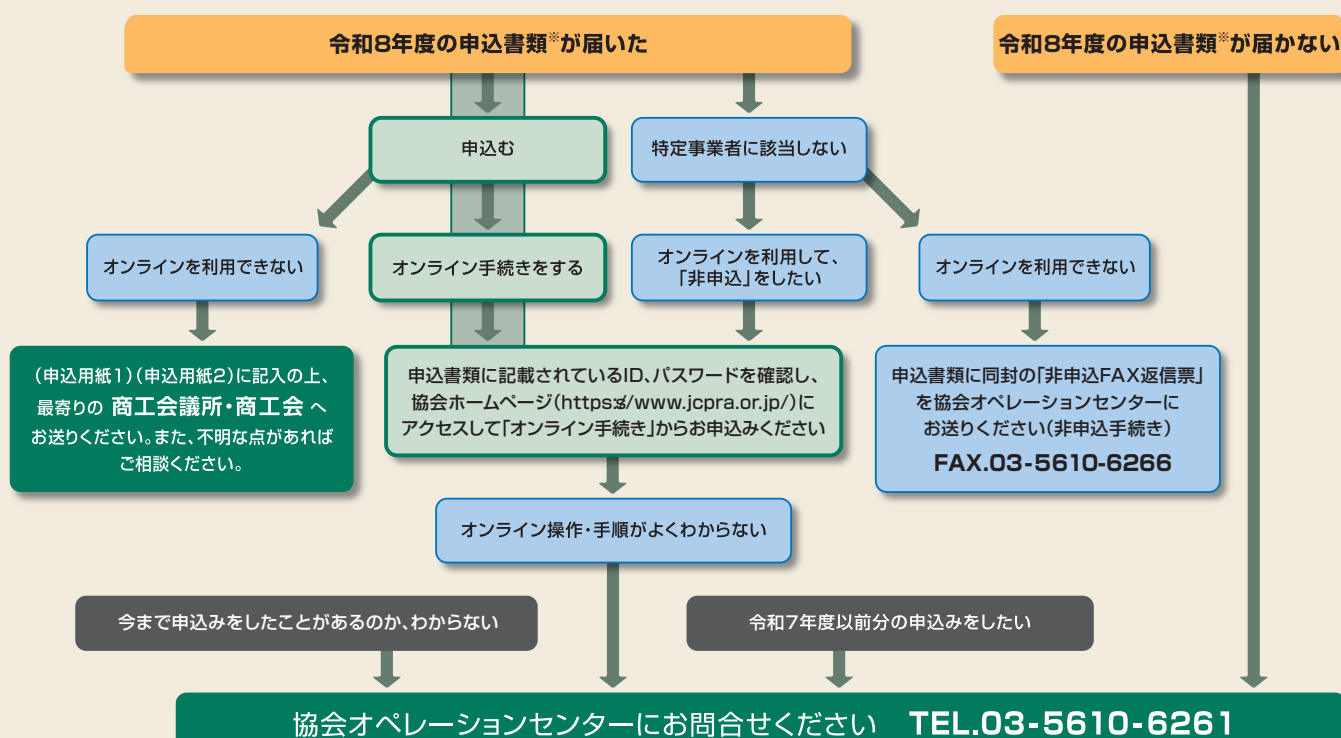 令和8年度の申込書類※が届いた
令和8年度の申込書類※が届かない
申込む
特定事業者に該当しない
オンラインを利用できない
オンライン手続きをする
オンラインを利用して、
「非申込」をしたい
オンラインを利用できない
(申込用紙1)(申込用紙2)に記入の上、
最寄りの 商工会議所・商工会 へ
お送りください。また、不明な点があれば
ご相談ください。
申込書類に記載されているID、パスワードを確認し、
協会ホームページ(https://www.jcpra.or.jp/)に
アクセスして「オンライン手続き」からお申込みください
申込書類に同封の「非申込FAX返信票」
を協会オペレーションセンターに
お送りください(非申込手続き)
FAX.03-5610-6266
オンライン操作・手順がよくわからない
今まで申込みをしたことがあるのか、わからない
令和7年度以前分の申込みをしたい
協会オペレーションセンターにお問合せください TEL.03-5610-6261